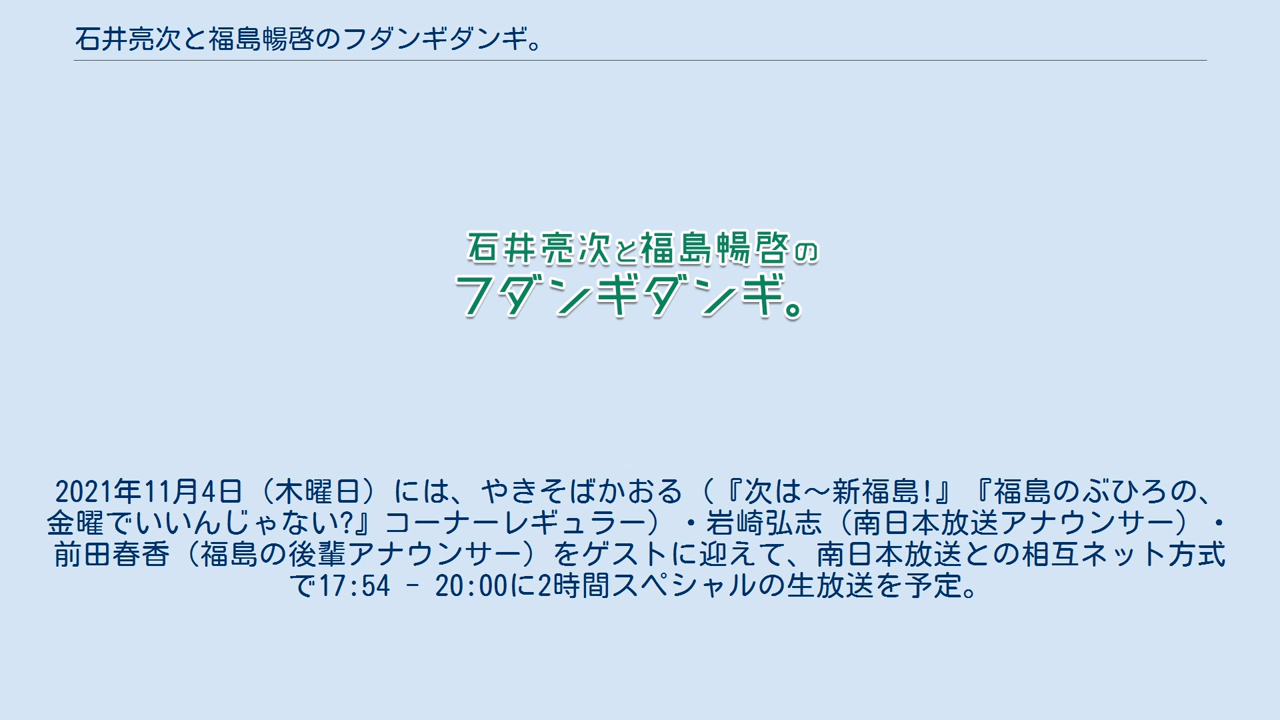 石井亮次と福島暢啓のフダンギダンギ。
石井亮次と福島暢啓の
フダンギダンギ。
2021年11月4日（木曜日）には、やきそばかおる（『次は～新福島!』『福島のぶひろの、
金曜でいいんじゃない?』コーナーレギュラー）・岩崎弘志（南日本放送アナウンサー）・
前田春香（福島の後輩アナウンサー）をゲストに迎えて、南日本放送との相互ネット方式
で17:54 - 20:00に2時間スペシャルの生放送を予定。